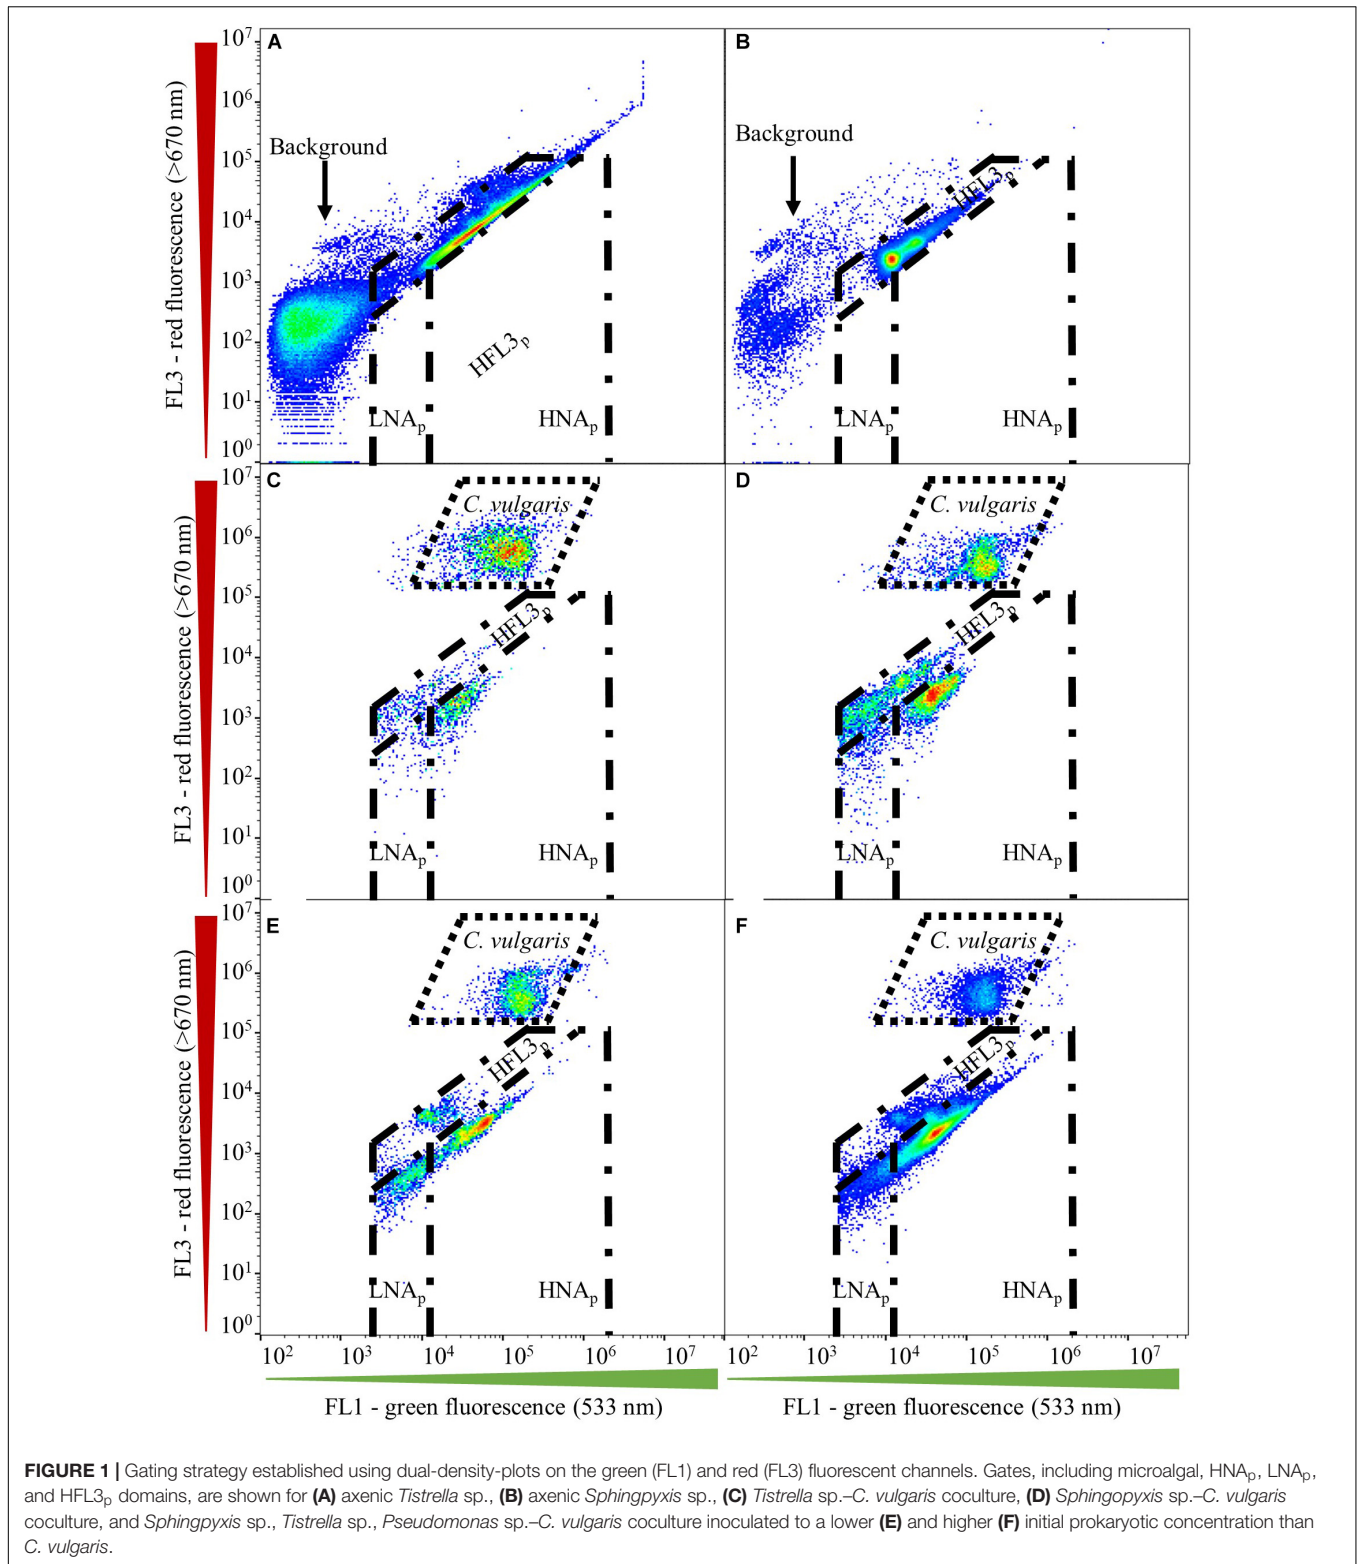 A
B
10⁷
10⁶
10⁵
10⁴
10³
10²
10¹
10⁰
FL3 - red fluorescence (>670 nm)
Background
Background
HFL3p
HFL3p
LNAp
HNAp
LNAp
HNAp
C
D
10⁷
10⁶
10⁵
10⁴
10³
10²
10¹
10⁰
FL3 - red fluorescence (>670 nm)
C. vulgaris
C. vulgaris
HFL3p
HFL3p
LNAp
HNAp
LNAp
HNAp
E
F
10⁷
10⁶
10⁵
10⁴
10³
10²
10¹
10⁰
FL3 - red fluorescence (>670 nm)
C. vulgaris
C. vulgaris
HFL3p
HFL3p
LNAp
HNAp
LNAp
HNAp
10² 10³ 10⁴ 10⁵ 10⁶ 10⁷
10² 10³ 10⁴ 10⁵ 10⁶ 10⁷
FL1 - green fluorescence (533 nm)
FL1 - green fluorescence (533 nm)
FIGURE 1 | Gating strategy established using dual-density-plots on the green (FL1) and red (FL3) fluorescent channels. Gates, including microalgal, HNAp, LNAp,
and HFL3p domains, are shown for (A) axenic Tistrella sp., (B) axenic Sphingpyxis sp., (C) Tistrella sp.–C. vulgaris coculture, (D) Sphingopyxis sp.–C. vulgaris
coculture, and Sphingpyxis sp., Tistrella sp., Pseudomonas sp.–C. vulgaris coculture inoculated to a lower (E) and higher (F) initial prokaryotic concentration than
C. vulgaris.